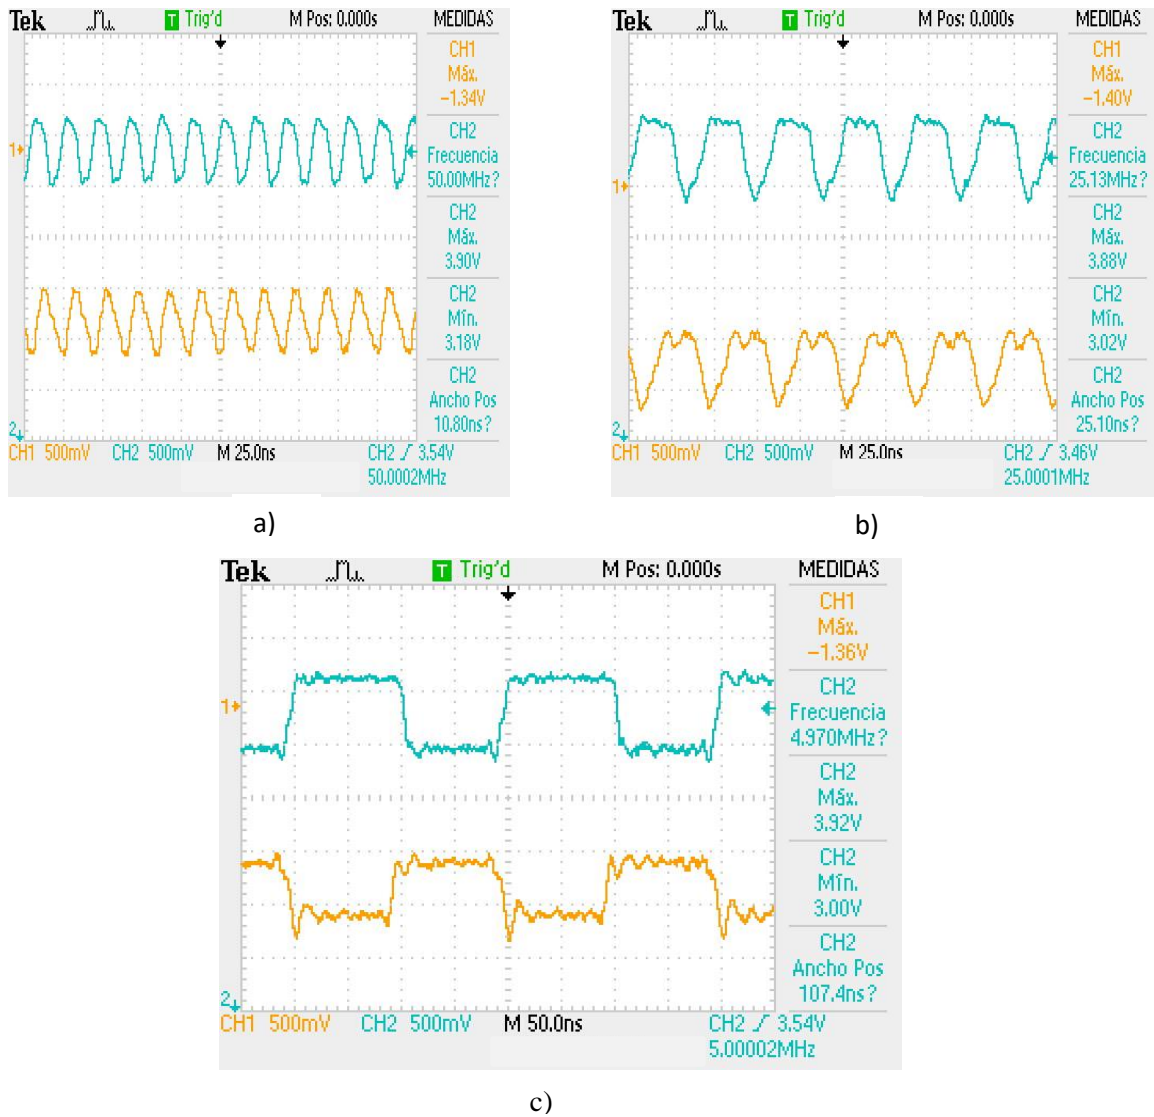 Tek Trig'd M Pos: 0.000s MEDIDAS
CH1
Máx.
-1.34V
CH2
Frecuencia
50.00MHz?
CH2
Máx.
3.90V
CH2
Mín.
3.18V
CH2
Ancho Pos
10.80ns?
1
2
CH1 500mV CH2 500mV M 25.0ns CH2 3.54V
50.0002MHz
a)
Tek Trig'd M Pos: 0.000s MEDIDAS
CH1
Máx.
-1.40V
CH2
Frecuencia
25.13MHz?
CH2
Máx.
3.88V
CH2
Mín.
3.02V
CH2
Ancho Pos
25.10ns?
1
2
CH1 500mV CH2 500mV M 25.0ns CH2 3.46V
25.0001MHz
b)
Tek Trig'd M Pos: 0.000s MEDIDAS
CH1
Máx.
-1.36V
CH2
Frecuencia
4.970MHz?
CH2
Máx.
3.92V
CH2
Mín.
3.00V
CH2
Ancho Pos
107.4ns?
1
2
CH1 500mV CH2 500mV M 50.0ns CH2 3.54V
5.00002MHz
c)